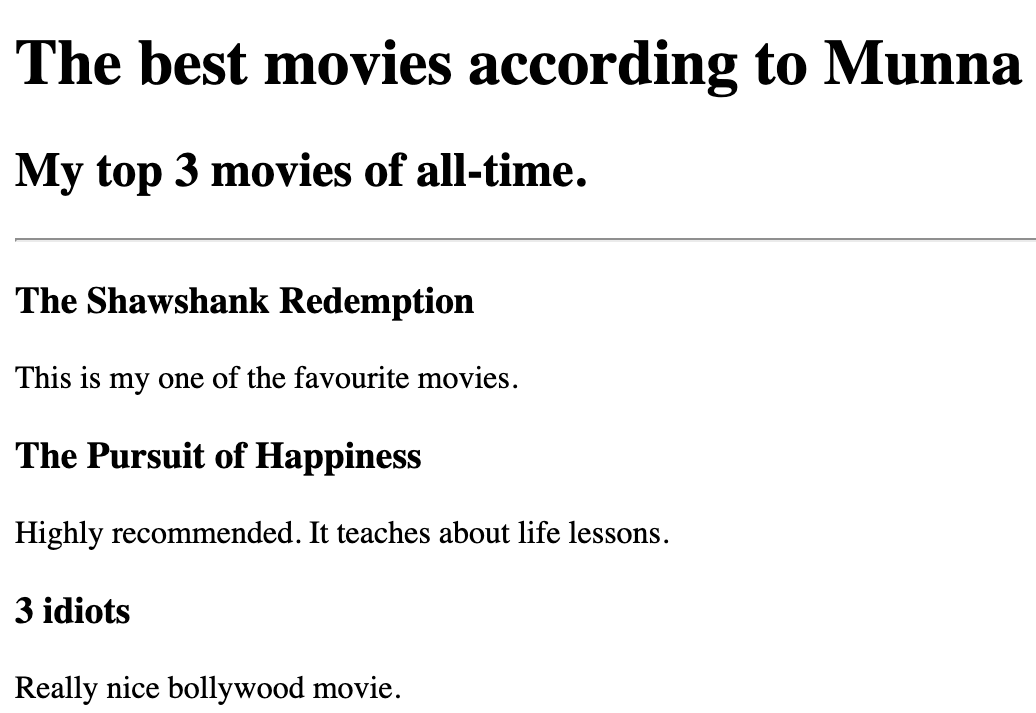 The best movies according to Munna
My top 3 movies of all-time.
The Shawshank Redemption
This is my one of the favourite movies.
The Pursuit of Happiness
Highly recommended. It teaches about life lessons.
3 idiots
Really nice bollywood movie.